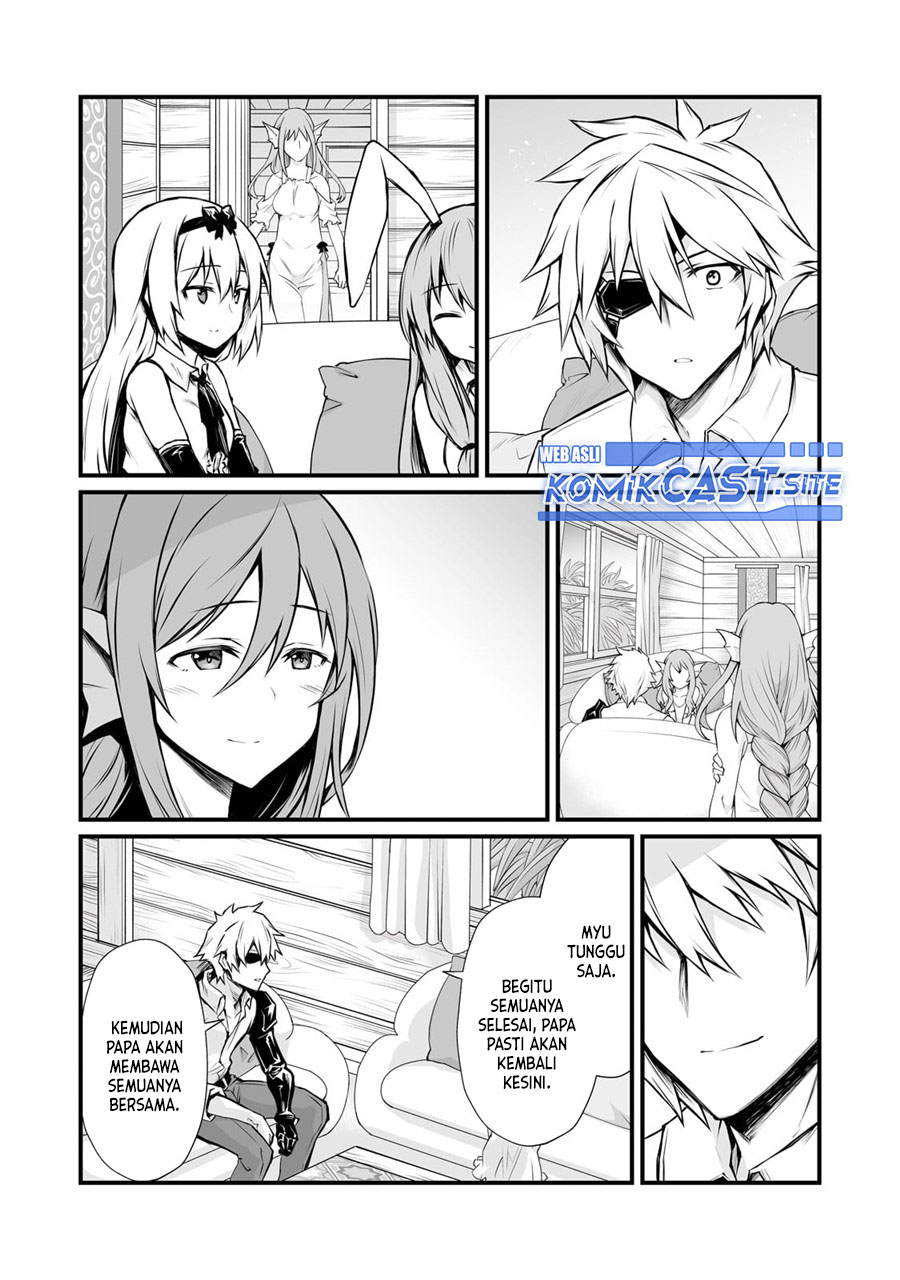 WEB ASLI
KOMIKCAST.SITE
MYU
TUNGGU
SAJA.
BEGITU
SEMUANYA
SELESAI, PAPA
PASTI AKAN
KEMBALI
KESINI.
KEMUDIAN
PAPA AKAN
MEMBAWA
SEMUANYA
BERSAMA.